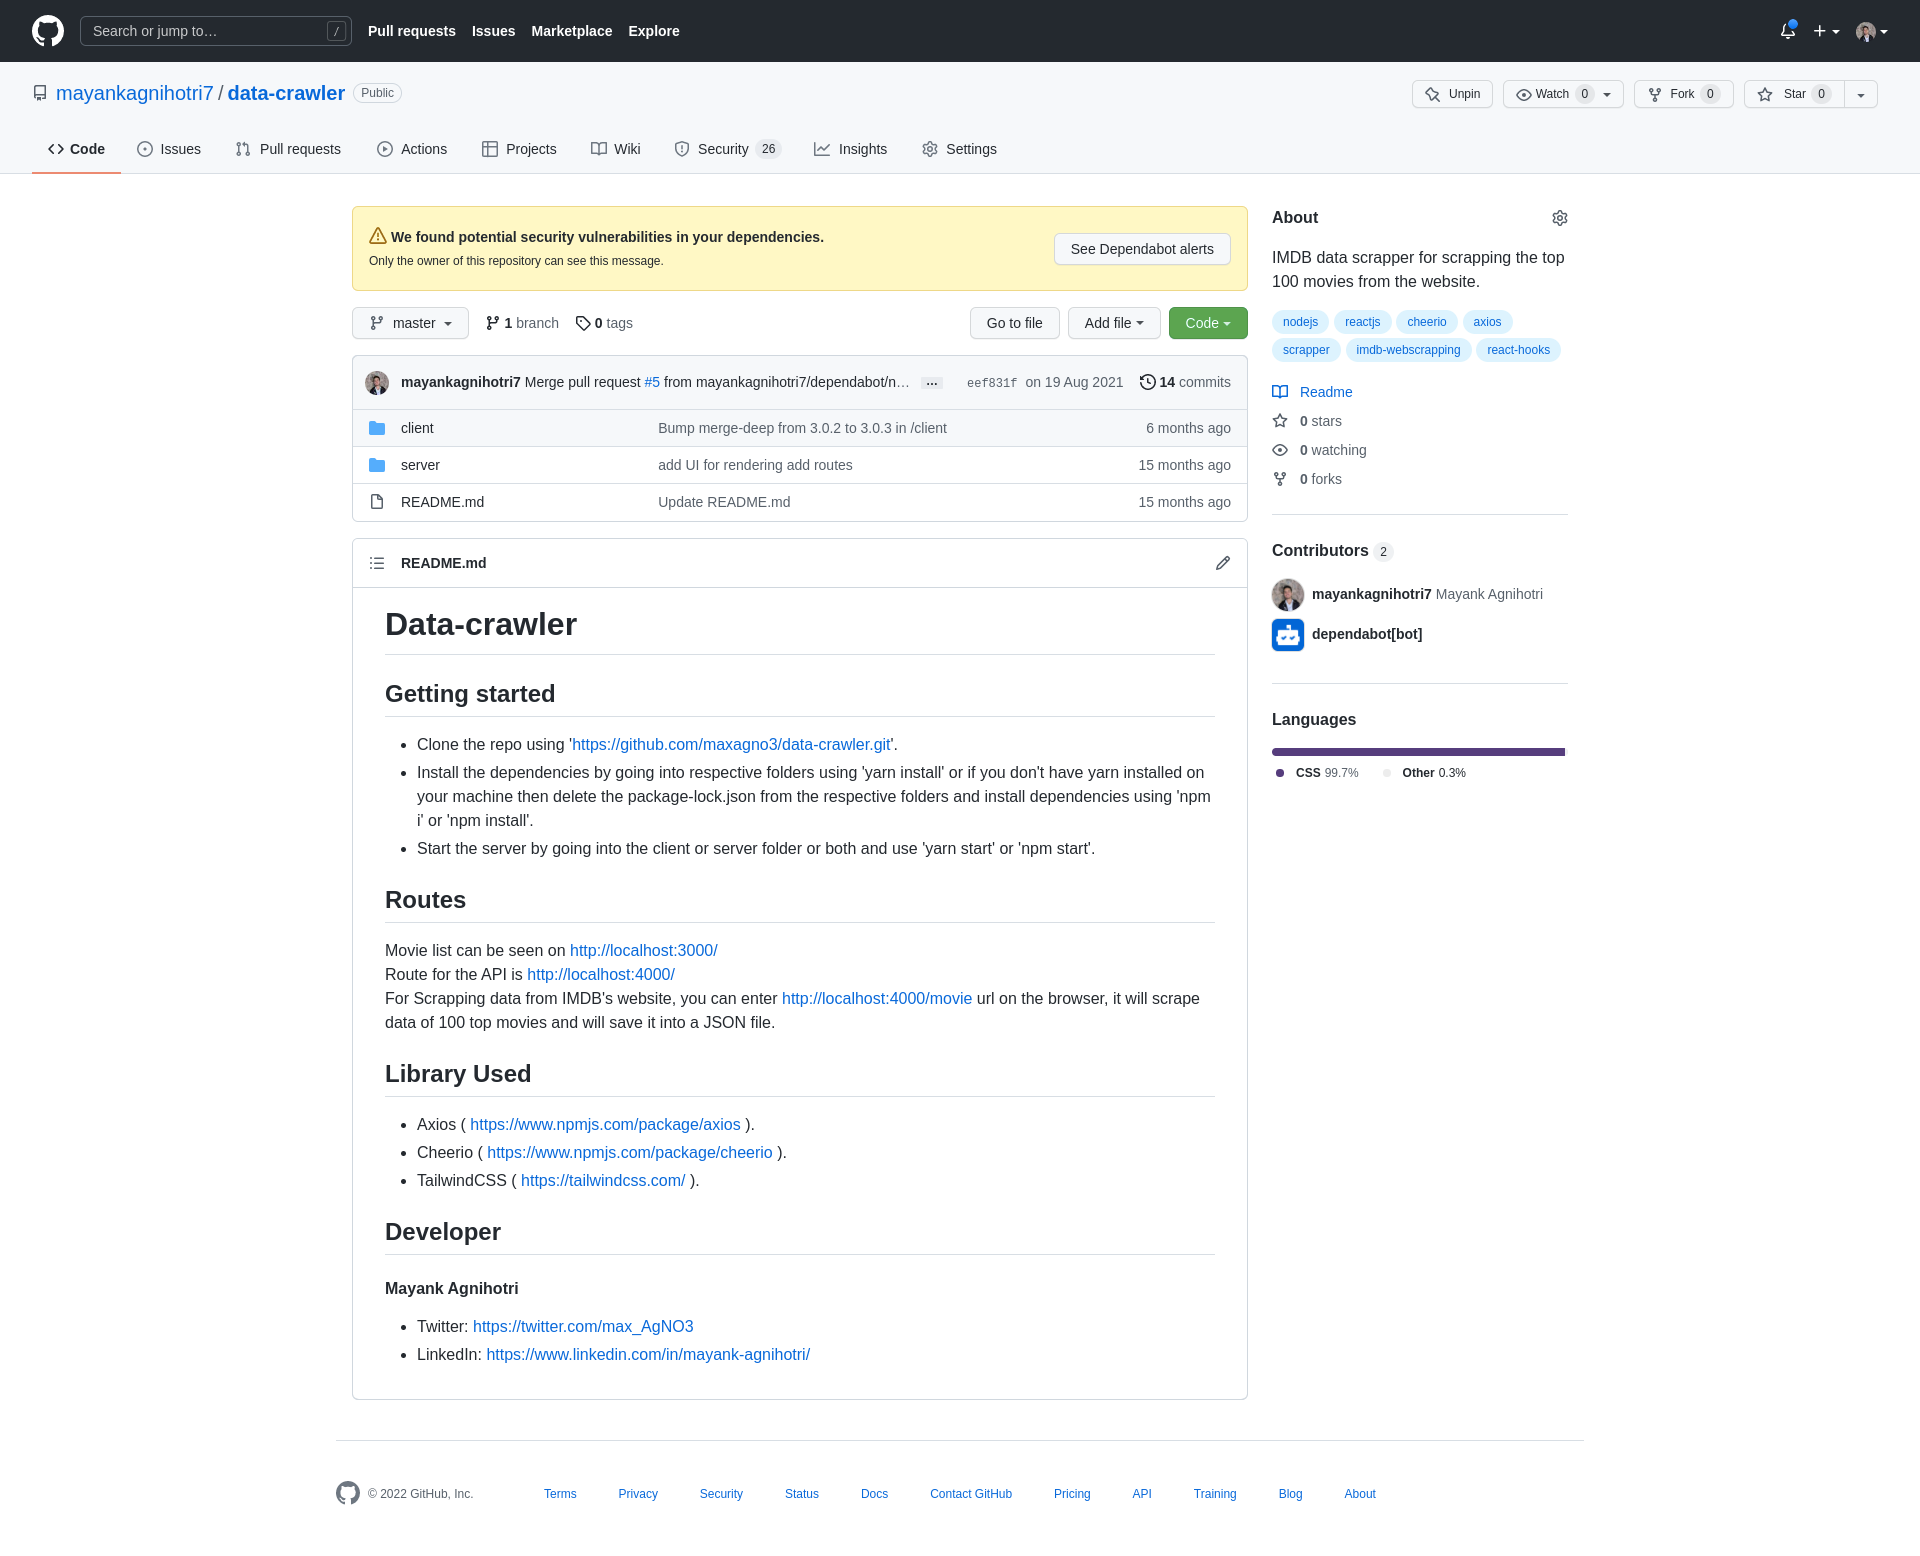 Search or jump to…
/
Pull requests
Issues
Marketplace
Explore
mayankagnihotri7 / data-crawler Public
Unpin
Watch 0
Fork 0
Star 0
Code
Issues
Pull requests
Actions
Projects
Wiki
Security 26
Insights
Settings
We found potential security vulnerabilities in your dependencies.
Only the owner of this repository can see this message.
See Dependabot alerts
master
1 branch
0 tags
Go to file
Add file
Code
mayankagnihotri7 Merge pull request #5 from mayankagnihotri7/dependabot/n… … eef831f on 19 Aug 2021 14 commits
client Bump merge-deep from 3.0.2 to 3.0.3 in /client 6 months ago
server add UI for rendering add routes 15 months ago
README.md Update README.md 15 months ago
README.md
Data-crawler
Getting started
• Clone the repo using 'https://github.com/maxagno3/data-crawler.git'.
• Install the dependencies by going into respective folders using 'yarn install' or if you don't have yarn installed on
your machine then delete the package-lock.json from the respective folders and install dependencies using 'npm
i' or 'npm install'.
• Start the server by going into the client or server folder or both and use 'yarn start' or 'npm start'.
Routes
Movie list can be seen on http://localhost:3000/
Route for the API is http://localhost:4000/
For Scrapping data from IMDB's website, you can enter http://localhost:4000/movie url on the browser, it will scrape
data of 100 top movies and will save it into a JSON file.
Library Used
• Axios ( https://www.npmjs.com/package/axios ).
• Cheerio ( https://www.npmjs.com/package/cheerio ).
• TailwindCSS ( https://tailwindcss.com/ ).
Developer
Mayank Agnihotri
• Twitter: https://twitter.com/max_AgNO3
• LinkedIn: https://www.linkedin.com/in/mayank-agnihotri/
About
IMDB data scrapper for scrapping the top
100 movies from the website.
nodejs reactjs cheerio axios
scrapper imdb-webscrapping react-hooks
Readme
0 stars
0 watching
0 forks
Contributors 2
mayankagnihotri7 Mayank Agnihotri
dependabot[bot]
Languages
CSS 99.7% Other 0.3%
© 2022 GitHub, Inc.
Terms
Privacy
Security
Status
Docs
Contact GitHub
Pricing
API
Training
Blog
About